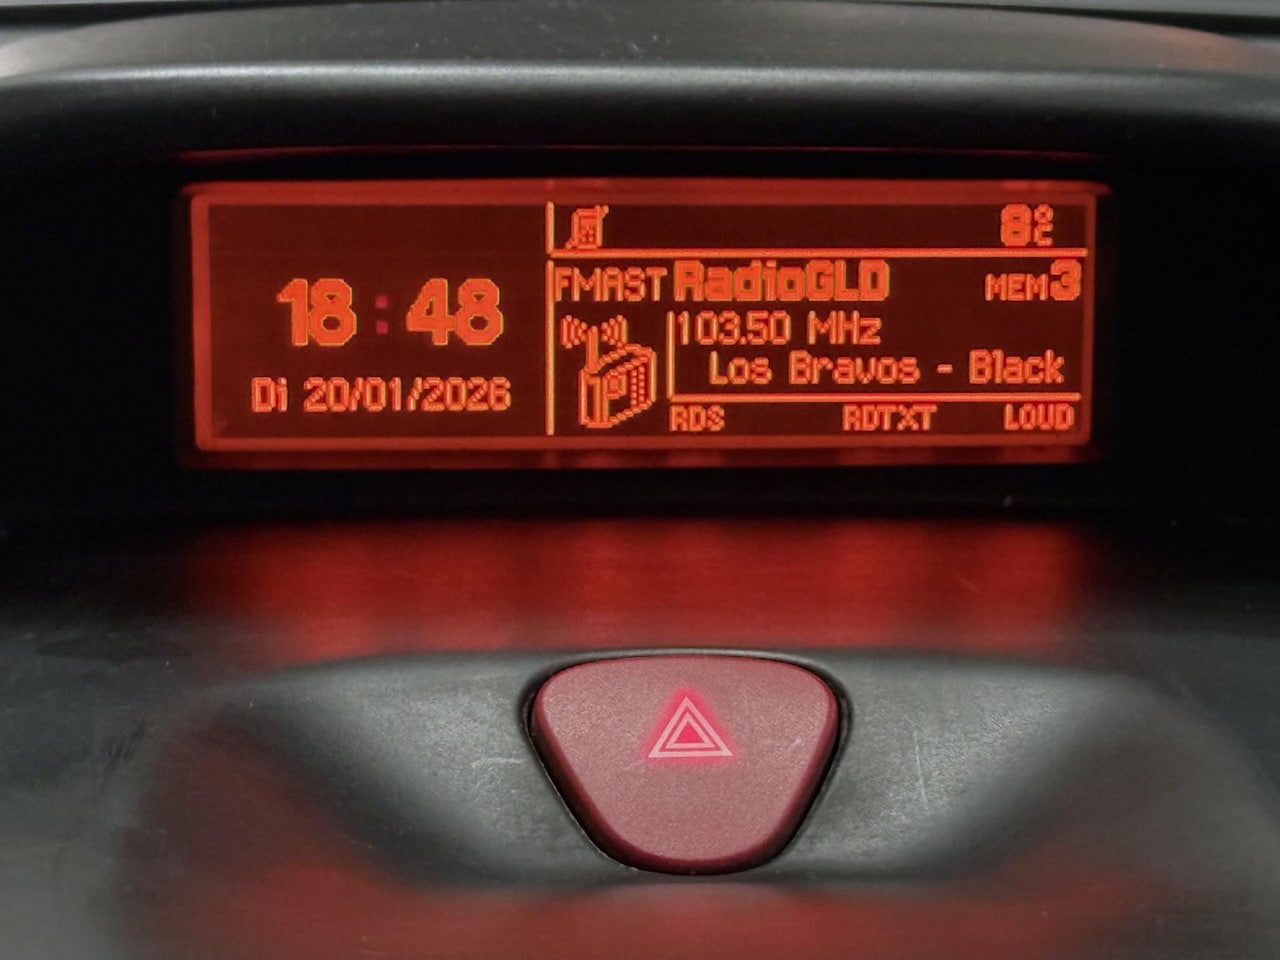 8°C
18:48
Di 20/01/2026
FMAST RadioGLD MEM3
103.50 MHz
Los Bravos - Black
RDS RDTXT LOUD